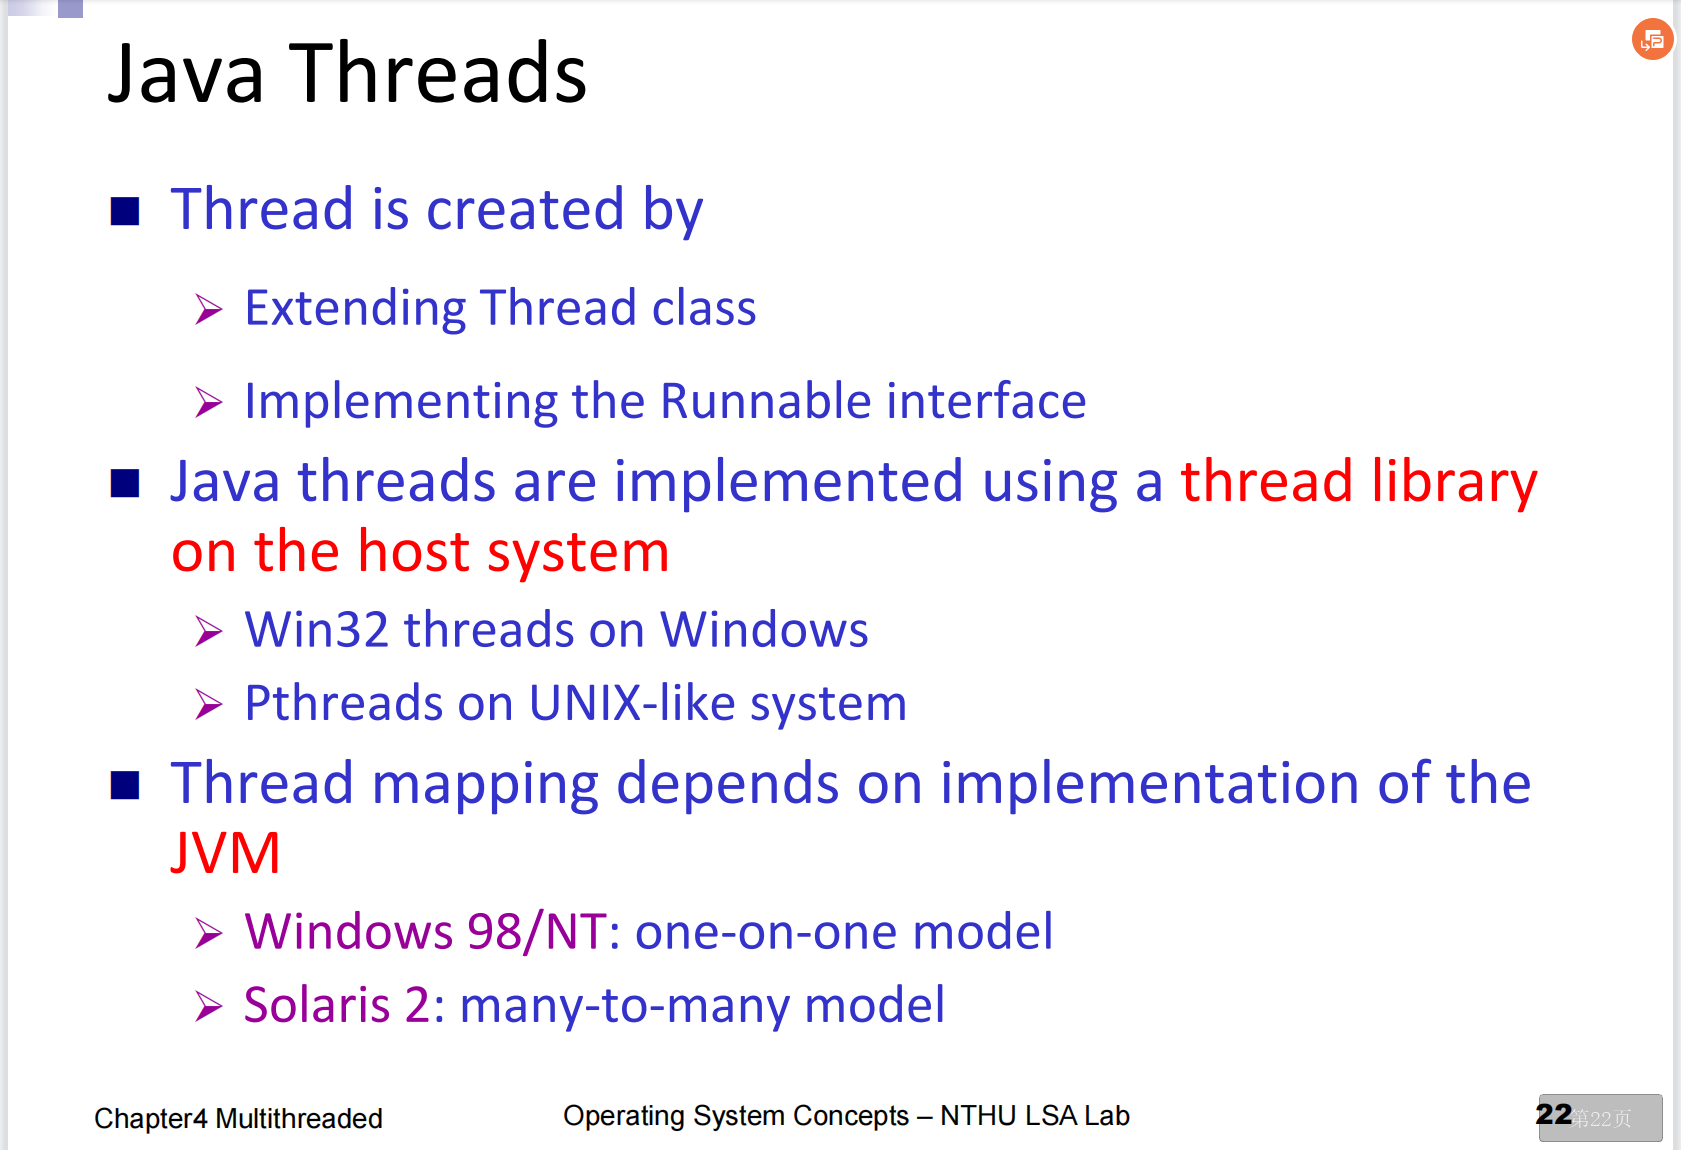 Java Threads
Thread is created by
Extending Thread class
Implementing the Runnable interface
Java threads are implemented using a thread library
on the host system
Win32 threads on Windows
Pthreads on UNIX-like system
Thread mapping depends on implementation of the
JVM
Windows 98/NT: one-on-one model
Solaris 2: many-to-many model
Chapter4 Multithreaded
Operating System Concepts – NTHU LSA Lab
22
第22页